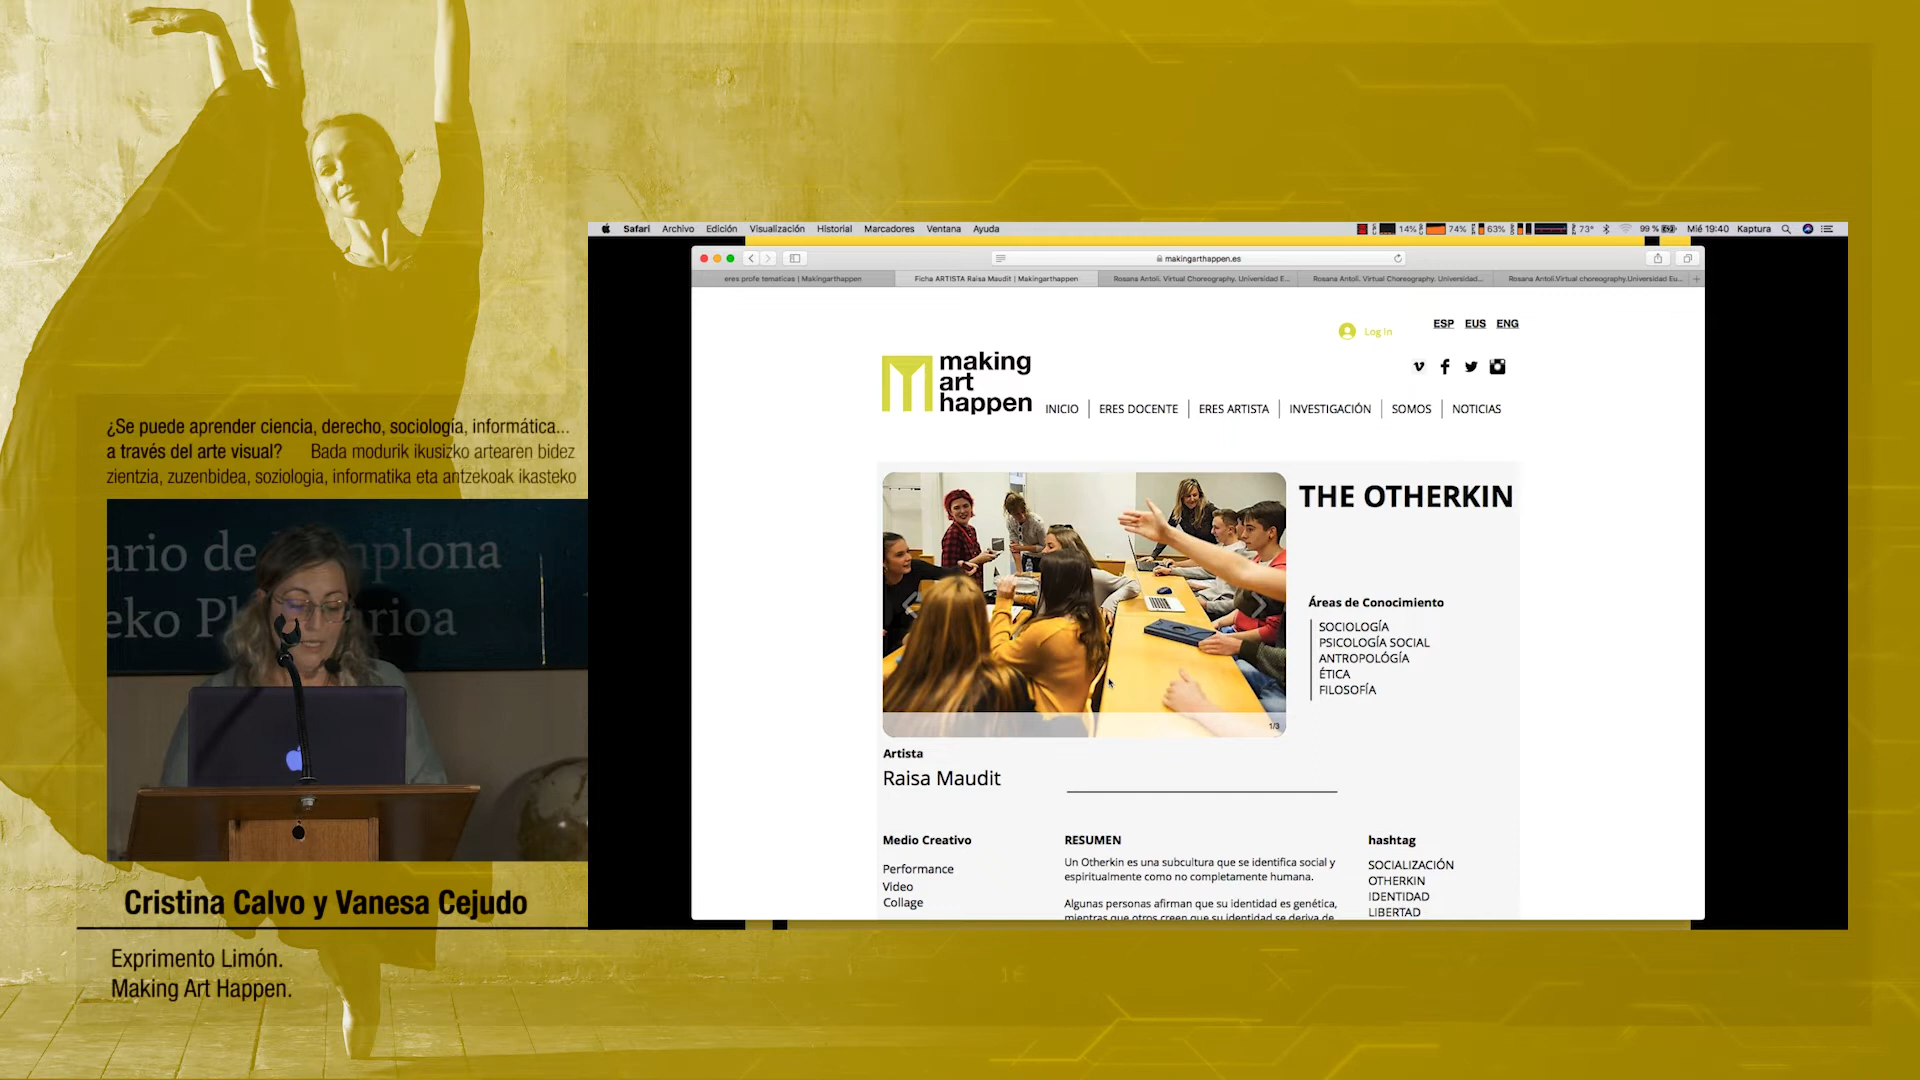 ¿Se puede aprender ciencia, derecho, sociología, informática...
a través del arte visual? Bada modurik ikusizko artearen bidez
zientzia, zuzenbidea, soziologia, informatika eta antzekoak ikasteko
ario de
plona
eko P
rioa
Cristina Calvo y Vanesa Cejudo
Exprimento Limón.
Making Art Happen.
Safari Archivo Edición Visualización Historial Marcadores Ventana Ayuda
14% 74% 63% 73° 99 % Mié 19:40 Kaptura
makingarthappen.es
eres profe tematicas | Makingarthappen
Ficha ARTISTA Raisa Maudit | Makingarthappen
Rosana Antolí. Virtual Choreography. Universidad E...
Rosana Antolí. Virtual Choreography. Universidad...
Rosana Antolí.Virtual choreography.Universidad Eu...
Log In
ESP EUS ENG
making
art
happen
INICIO ERES DOCENTE ERES ARTISTA INVESTIGACIÓN SOMOS NOTICIAS
THE OTHERKIN
Áreas de Conocimiento
SOCIOLOGÍA
PSICOLOGÍA SOCIAL
ANTROPOLÓGÍA
ÉTICA
FILOSOFÍA
1/3
Artista
Raisa Maudit
Medio Creativo
Performance
Video
Collage
RESUMEN
Un Otherkin es una subcultura que se identifica social y
espiritualmente como no completamente humana.
Algunas personas afirman que su identidad es genética,
mientras que otros creen que su identidad se deriva de
hashtag
SOCIALIZACIÓN
OTHERKIN
IDENTIDAD
LIBERTAD